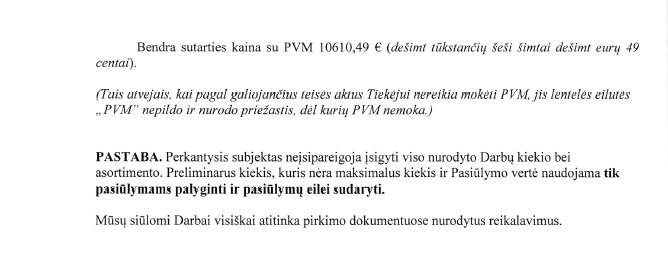 Bendra sutarties kaina su PVM 10610,49 € (dešimt tūkstančių šeši šimtai dešimt eurų 49
centai).
(Tais atvejais, kai pagal galiojančius teisės aktus Tiekėjui nereikia mokėti PVM, jis lentelės eilutės
„PVM" nepildo ir nurodo priežastis, dėl kurių PVM nemoka.)
PASTABA. Perkantysis subjektas neįsipareigoja įsigyti viso nurodyto Darbų kiekio bei
asortimento. Preliminarus kiekis, kuris nėra maksimalus kiekis ir Pasiūlymo vertė naudojama tik
pasiūlymams palyginti ir pasiūlymų eilei sudaryti.
Mūsų siūlomi Darbai visiškai atitinka pirkimo dokumentuose nurodytus reikalavimus.